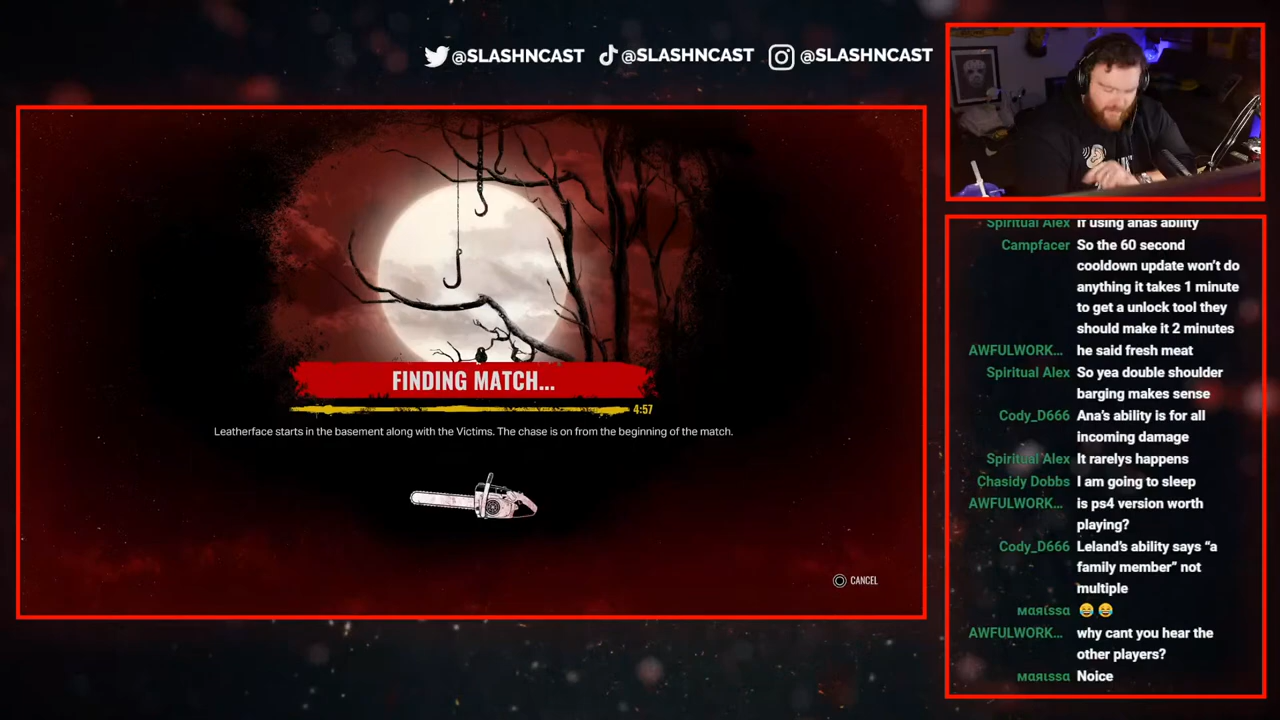 @SLASHNCAST @SLASHNCAST @SLASHNCAST
FINDING MATCH...
4:57
Leatherface starts in the basement along with the Victims. The chase is on from the beginning of the match.
CANCEL
Spiritual Alex If using anas ability
Campfacer So the 60 second
cooldown update won't do
anything it takes 1 minute
to get a unlock tool they
should make it 2 minutes
AWFULWORK... he said fresh meat
Spiritual Alex So yea double shoulder
barging makes sense
Cody_D666 Ana's ability is for all
incoming damage
Spiritual Alex It rarelys happens
Chasidy Dobbs I am going to sleep
AWFULWORK... is ps4 version worth
playing?
Cody_D666 Leland's ability says “a
family member” not
multiple
мαяιѕѕα 😂 😂
AWFULWORK... why cant you hear the
other players?
мαяιѕѕα Noice